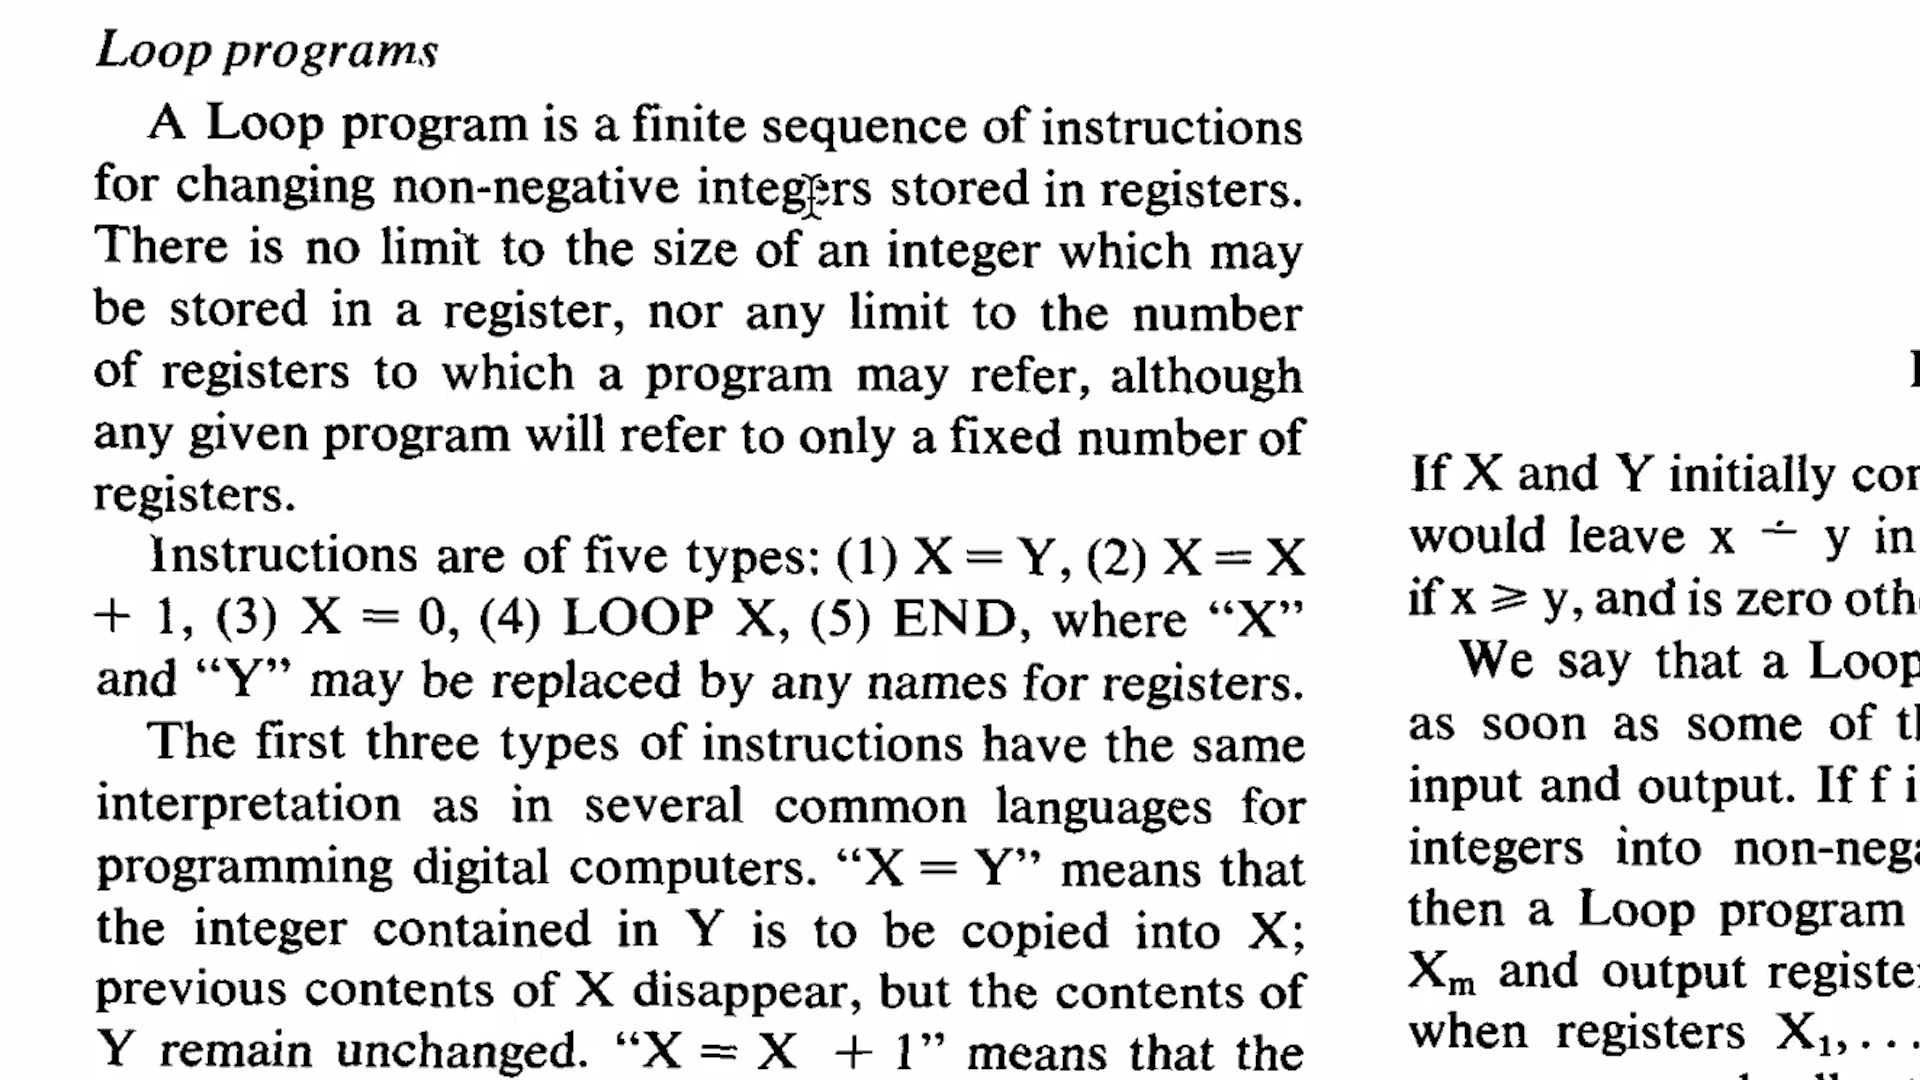 Loop programs
A Loop program is a finite sequence of instructions
for changing non-negative integers stored in registers.
There is no limit to the size of an integer which may
be stored in a register, nor any limit to the number
of registers to which a program may refer, although
any given program will refer to only a fixed number of
registers.
Instructions are of five types: (1) X = Y, (2) X = X
+ 1, (3) X = 0, (4) LOOP X, (5) END, where “X”
and “Y” may be replaced by any names for registers.
The first three types of instructions have the same
interpretation as in several common languages for
programming digital computers. “X = Y” means that
the integer contained in Y is to be copied into X;
previous contents of X disappear, but the contents of
Y remain unchanged. “X = X + 1” means that the
If X and Y initially
would leave x ∸ y in
if x ⩾ y, and is zero
We say that a Loop
as soon as some of
input and output. If f
integers into
then a Loop program
Xₘ and output
when registers X₁, . . .